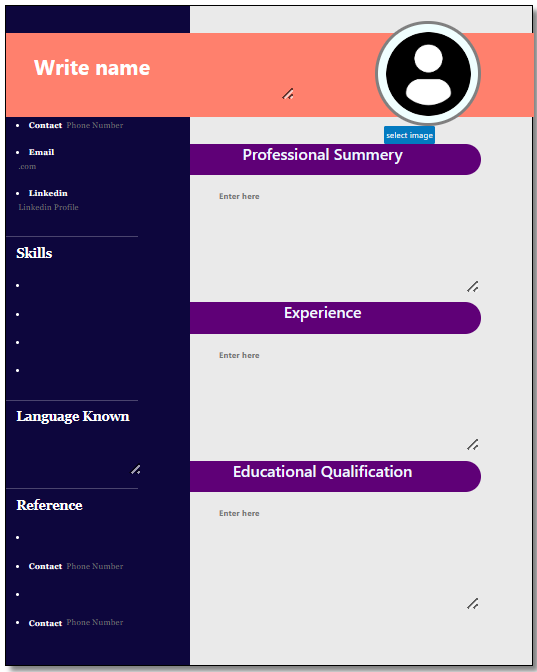 Write name
select image
Contact Phone Number
Email
.com
Linkedin
Linkedin Profile
Skills
Language Known
Reference
Contact Phone Number
Contact Phone Number
Professional Summery
Enter here
Experience
Enter here
Educational Qualification
Enter here